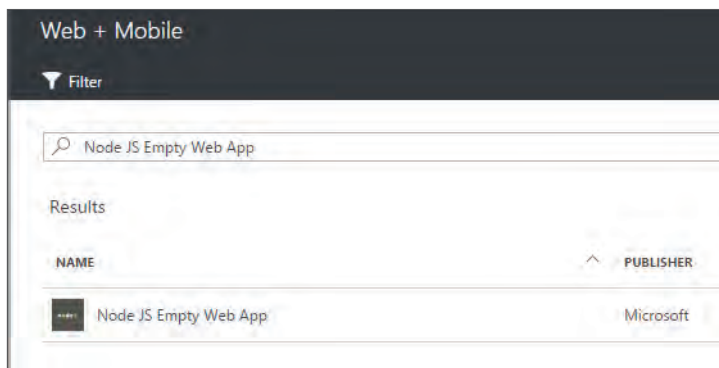 Web + Mobile
Filter
Node JS Empty Web App
Results
NAME PUBLISHER
Node JS Empty Web App Microsoft